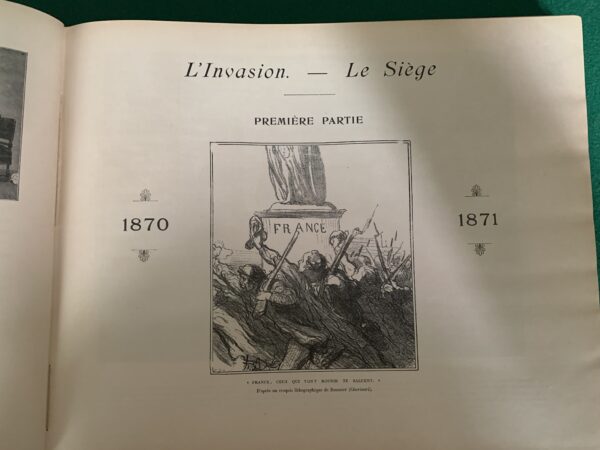 L'Invasion. — Le Siège
PREMIÈRE PARTIE
1870
1871
FRANCE
« FRANCE, CEUX QUI VONT MOURIR TE SALUENT. »
D'après un croquis lithographique de Daumier (Charivari).